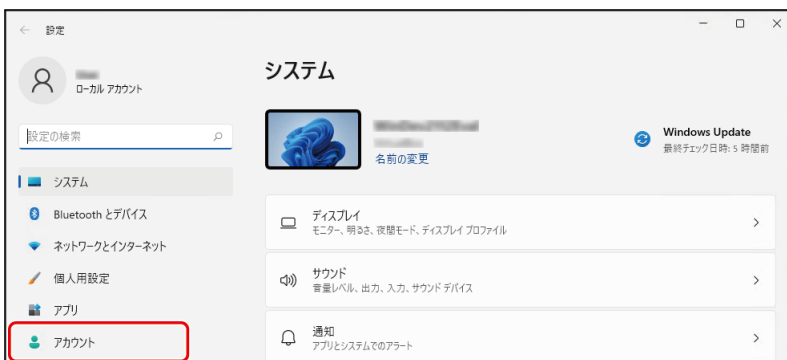 設定
ローカル アカウント
設定の検索
システム
Bluetooth とデバイス
ネットワークとインターネット
個人用設定
アプリ
アカウント
システム
名前の変更
Windows Update
最終チェック日時: 5 時間前
ディスプレイ
モニター、明るさ、夜間モード、ディスプレイ プロファイル
サウンド
音量レベル、出力、入力、サウンド デバイス
通知
アプリとシステムでのアラート